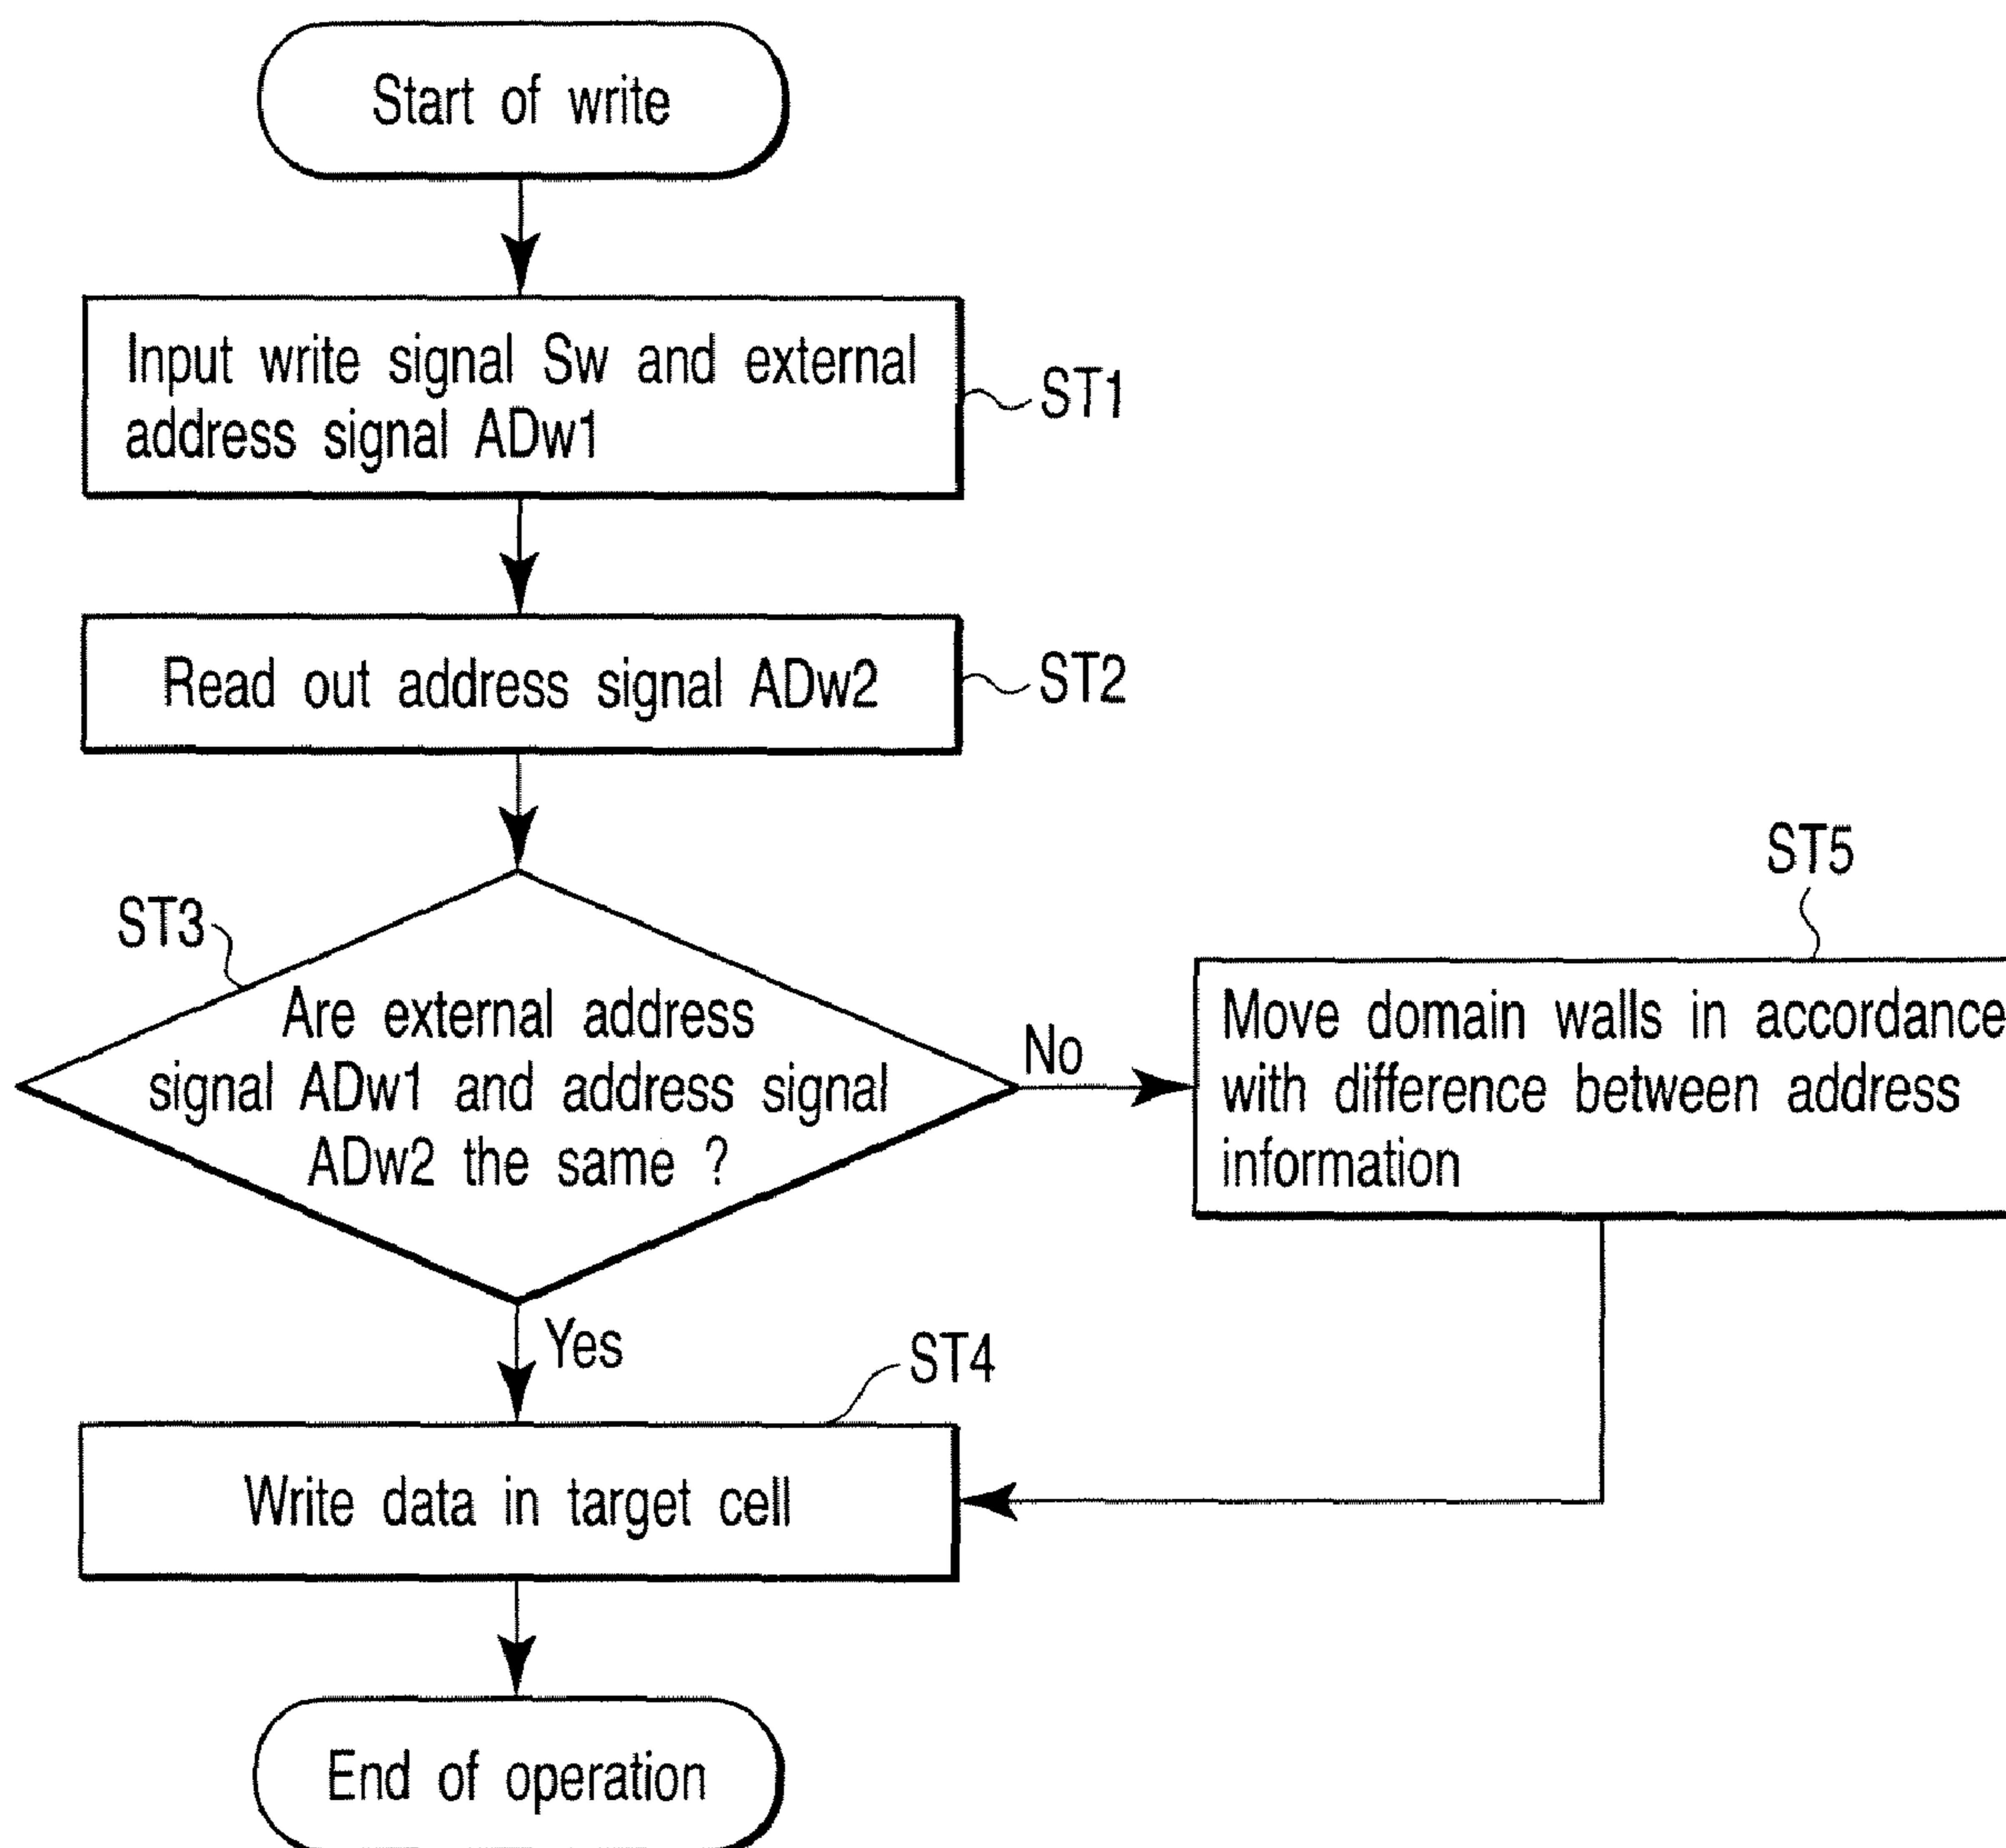 Start of write
Input write signal Sw and external
address signal ADw1
ST1
Read out address signal ADw2
ST2
ST3
Are external address
signal ADw1 and address signal
ADw2 the same ?
No
ST5
Move domain walls in accordance
with difference between address
information
Yes
ST4
Write data in target cell
End of operation